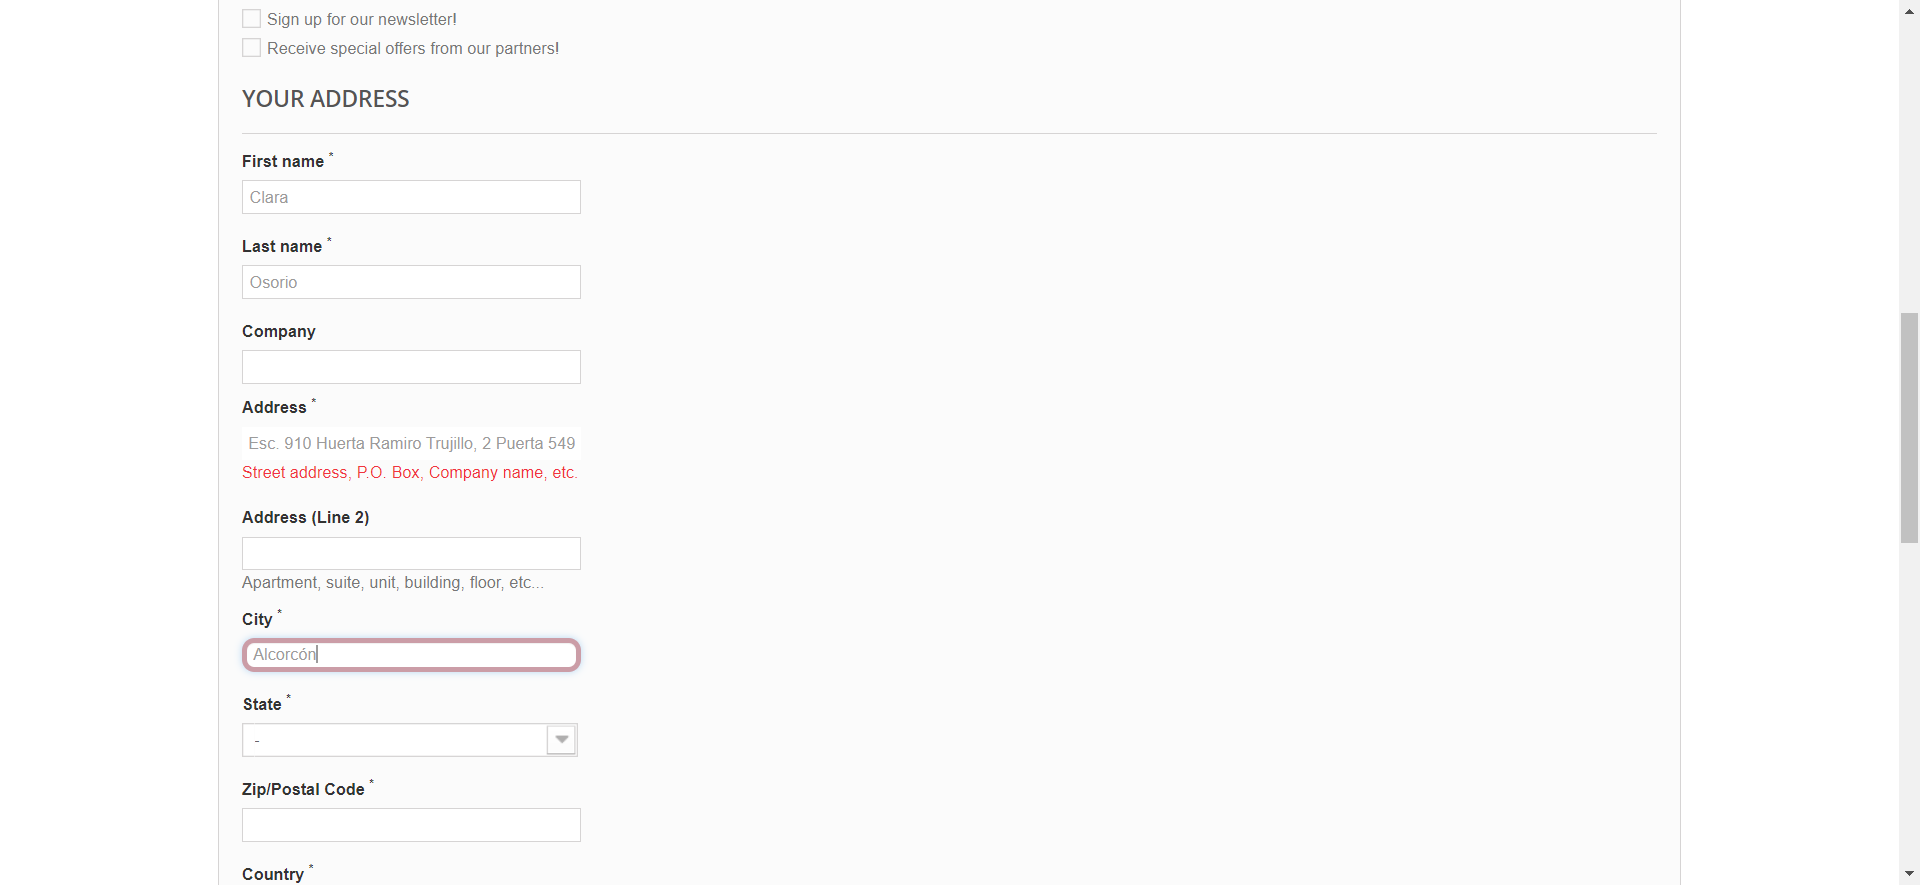 Sign up for our newsletter!
Receive special offers from our partners!
YOUR ADDRESS
First name *
Clara
Last name *
Osorio
Company
Address *
Esc. 910 Huerta Ramiro Trujillo, 2 Puerta 549
Street address, P.O. Box, Company name, etc.
Address (Line 2)
Apartment, suite, unit, building, floor, etc...
City *
Alcorcón
State *
-
Zip/Postal Code *
Country *